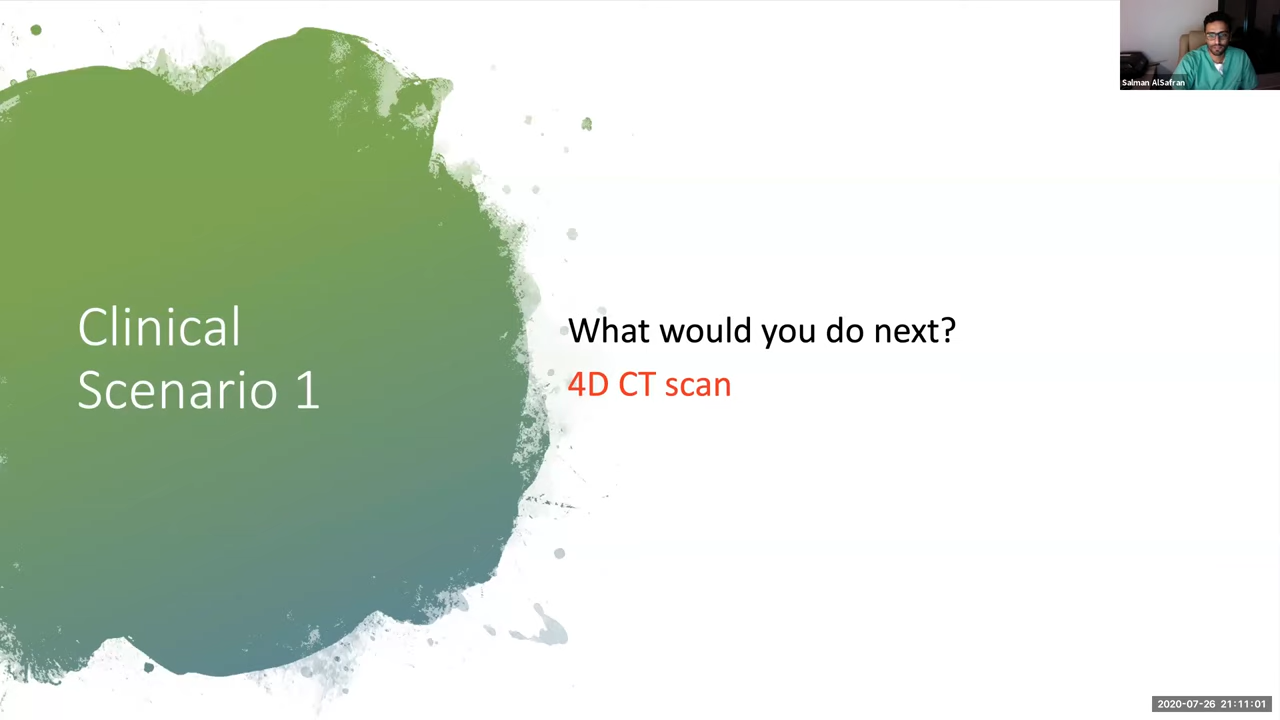 Salman AlSafran
Clinical
Scenario 1
What would you do next?
4D CT scan
2020-07-26 21:11:01